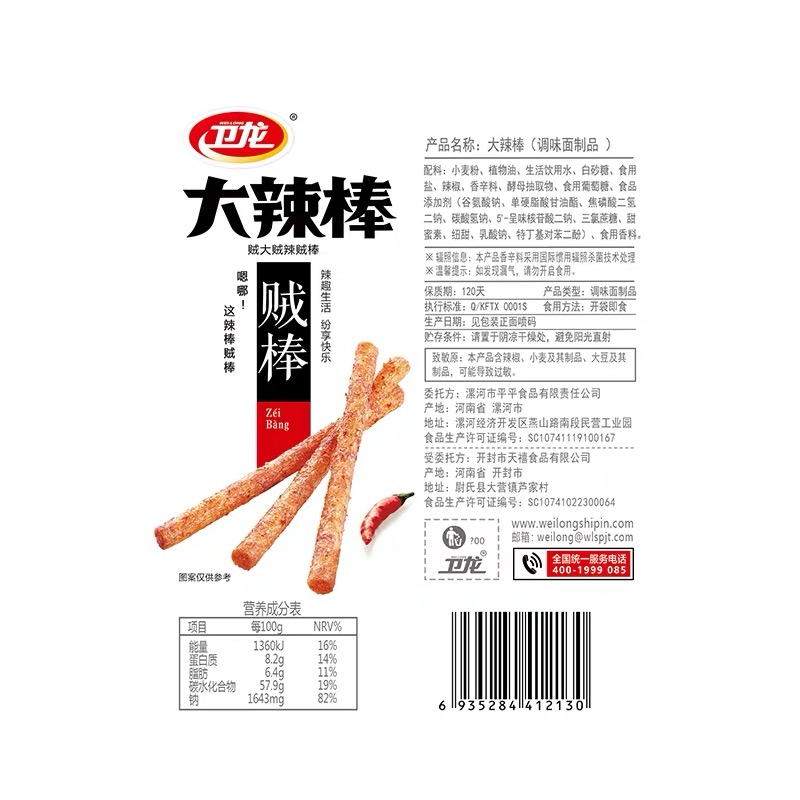 WEI LONG
卫龙®
大辣棒
贼大贼辣贼棒
嗯哪！
这辣棒贼棒
贼棒
Zéi
Bàng
辣趣生活 纷享快乐
图案仅供参考
营养成分表
项目 每100g NRV%
能量 1360kJ 16%
蛋白质 8.2g 14%
脂肪 6.4g 11%
碳水化合物 57.9g 19%
钠 1643mg 82%
产品名称：大辣棒（调味面制品 ）
配料：小麦粉、植物油、生活饮用水、白砂糖、食用
盐、辣椒、香辛料、酵母抽取物、食用葡萄糖、食品
添加剂（谷氨酸钠、单硬脂酸甘油酯、焦磷酸二氢
二钠、碳酸氢钠、5'-呈味核苷酸二钠、三氯蔗糖、甜
蜜素、纽甜、乳酸钠、特丁基对苯二酚）、食用香料。
※ 辐照信息：本产品香辛料采用国际惯用辐照杀菌技术处理
※ 温馨提示：如发现漏气，请勿开启食用。
保质期：120天 产品类型：调味面制品
执行标准：Q/KFTX 0001S 食用方法：开袋即食
生产日期：见包装正面喷码
贮存条件：请置于阴凉干燥处，避免阳光直射
致敏原：本产品含辣椒、小麦及其制品、大豆及其
制品，可能导致过敏。
委托方：漯河市平平食品有限责任公司
产地：河南省 漯河市
地址：漯河经济开发区燕山路南段民营工业园
食品生产许可证编号：SC10741119100167
受委托方：开封市天禧食品有限公司
产地：河南省 开封市
地址：尉氏县大营镇芦家村
食品生产许可证编号：SC10741022300064
?00
卫龙®
www.weilongshipin.com
邮箱：weilong@wlspjt.com
全国统一服务电话
400-1999 085
6 935284 412130